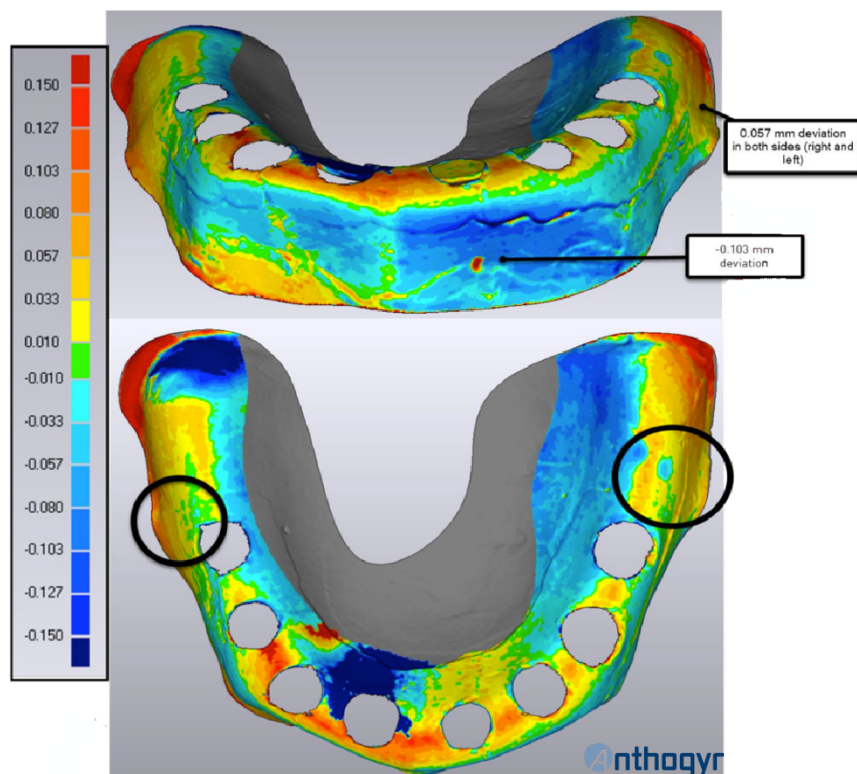 0.150
0.127
0.103
0.080
0.057
0.033
0.010
-0.010
-0.033
-0.057
-0.080
-0.103
-0.127
-0.150
0.057 mm deviation
in both sides (right and
left)
-0.103 mm
deviation
Anthogyr